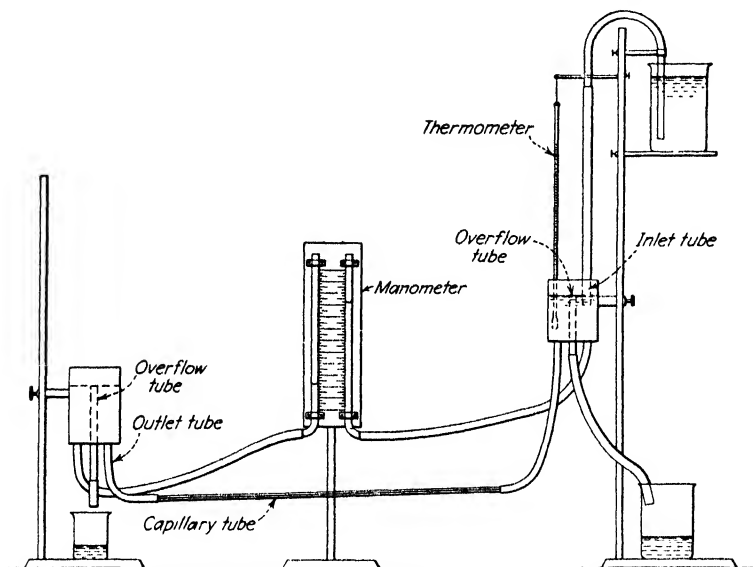 Thermometer
Overflow
tube
Inlet tube
Manometer
Overflow
tube
Outlet tube
Capillary tube